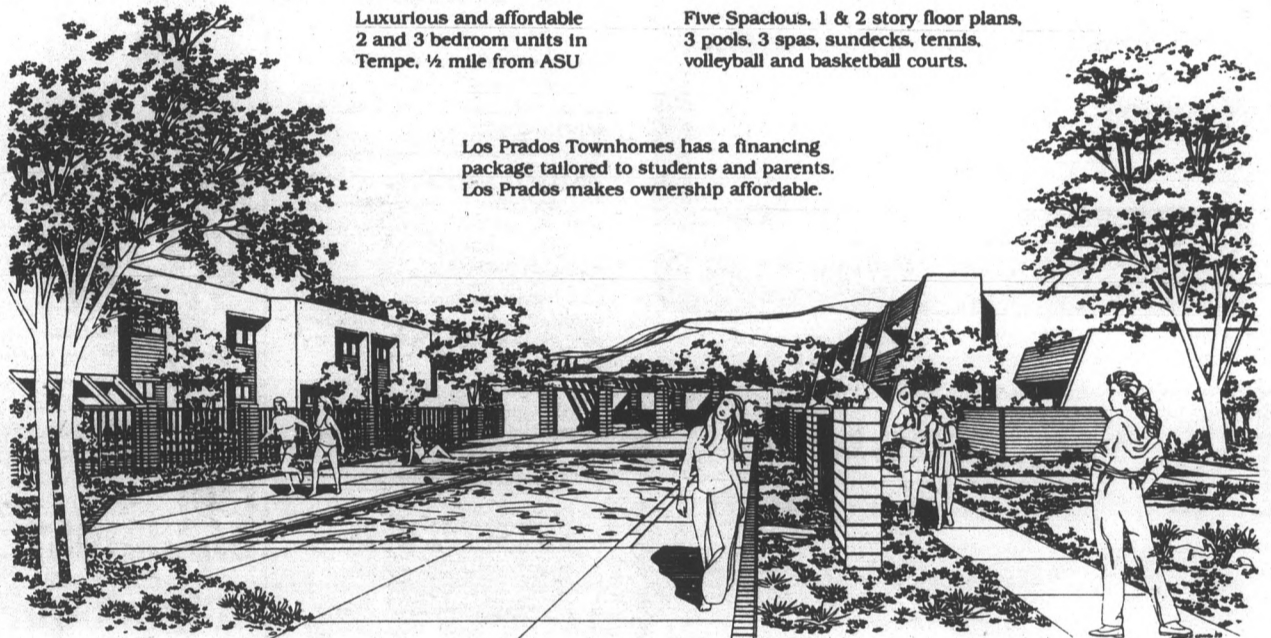 Luxurious and affordable
2 and 3 bedroom units in
Tempe, ½ mile from ASU
Five Spacious, 1 & 2 story floor plans,
3 pools, 3 spas, sundecks, tennis,
volleyball and basketball courts.
Los Prados Townhomes has a financing
package tailored to students and parents.
Los Prados makes ownership affordable.